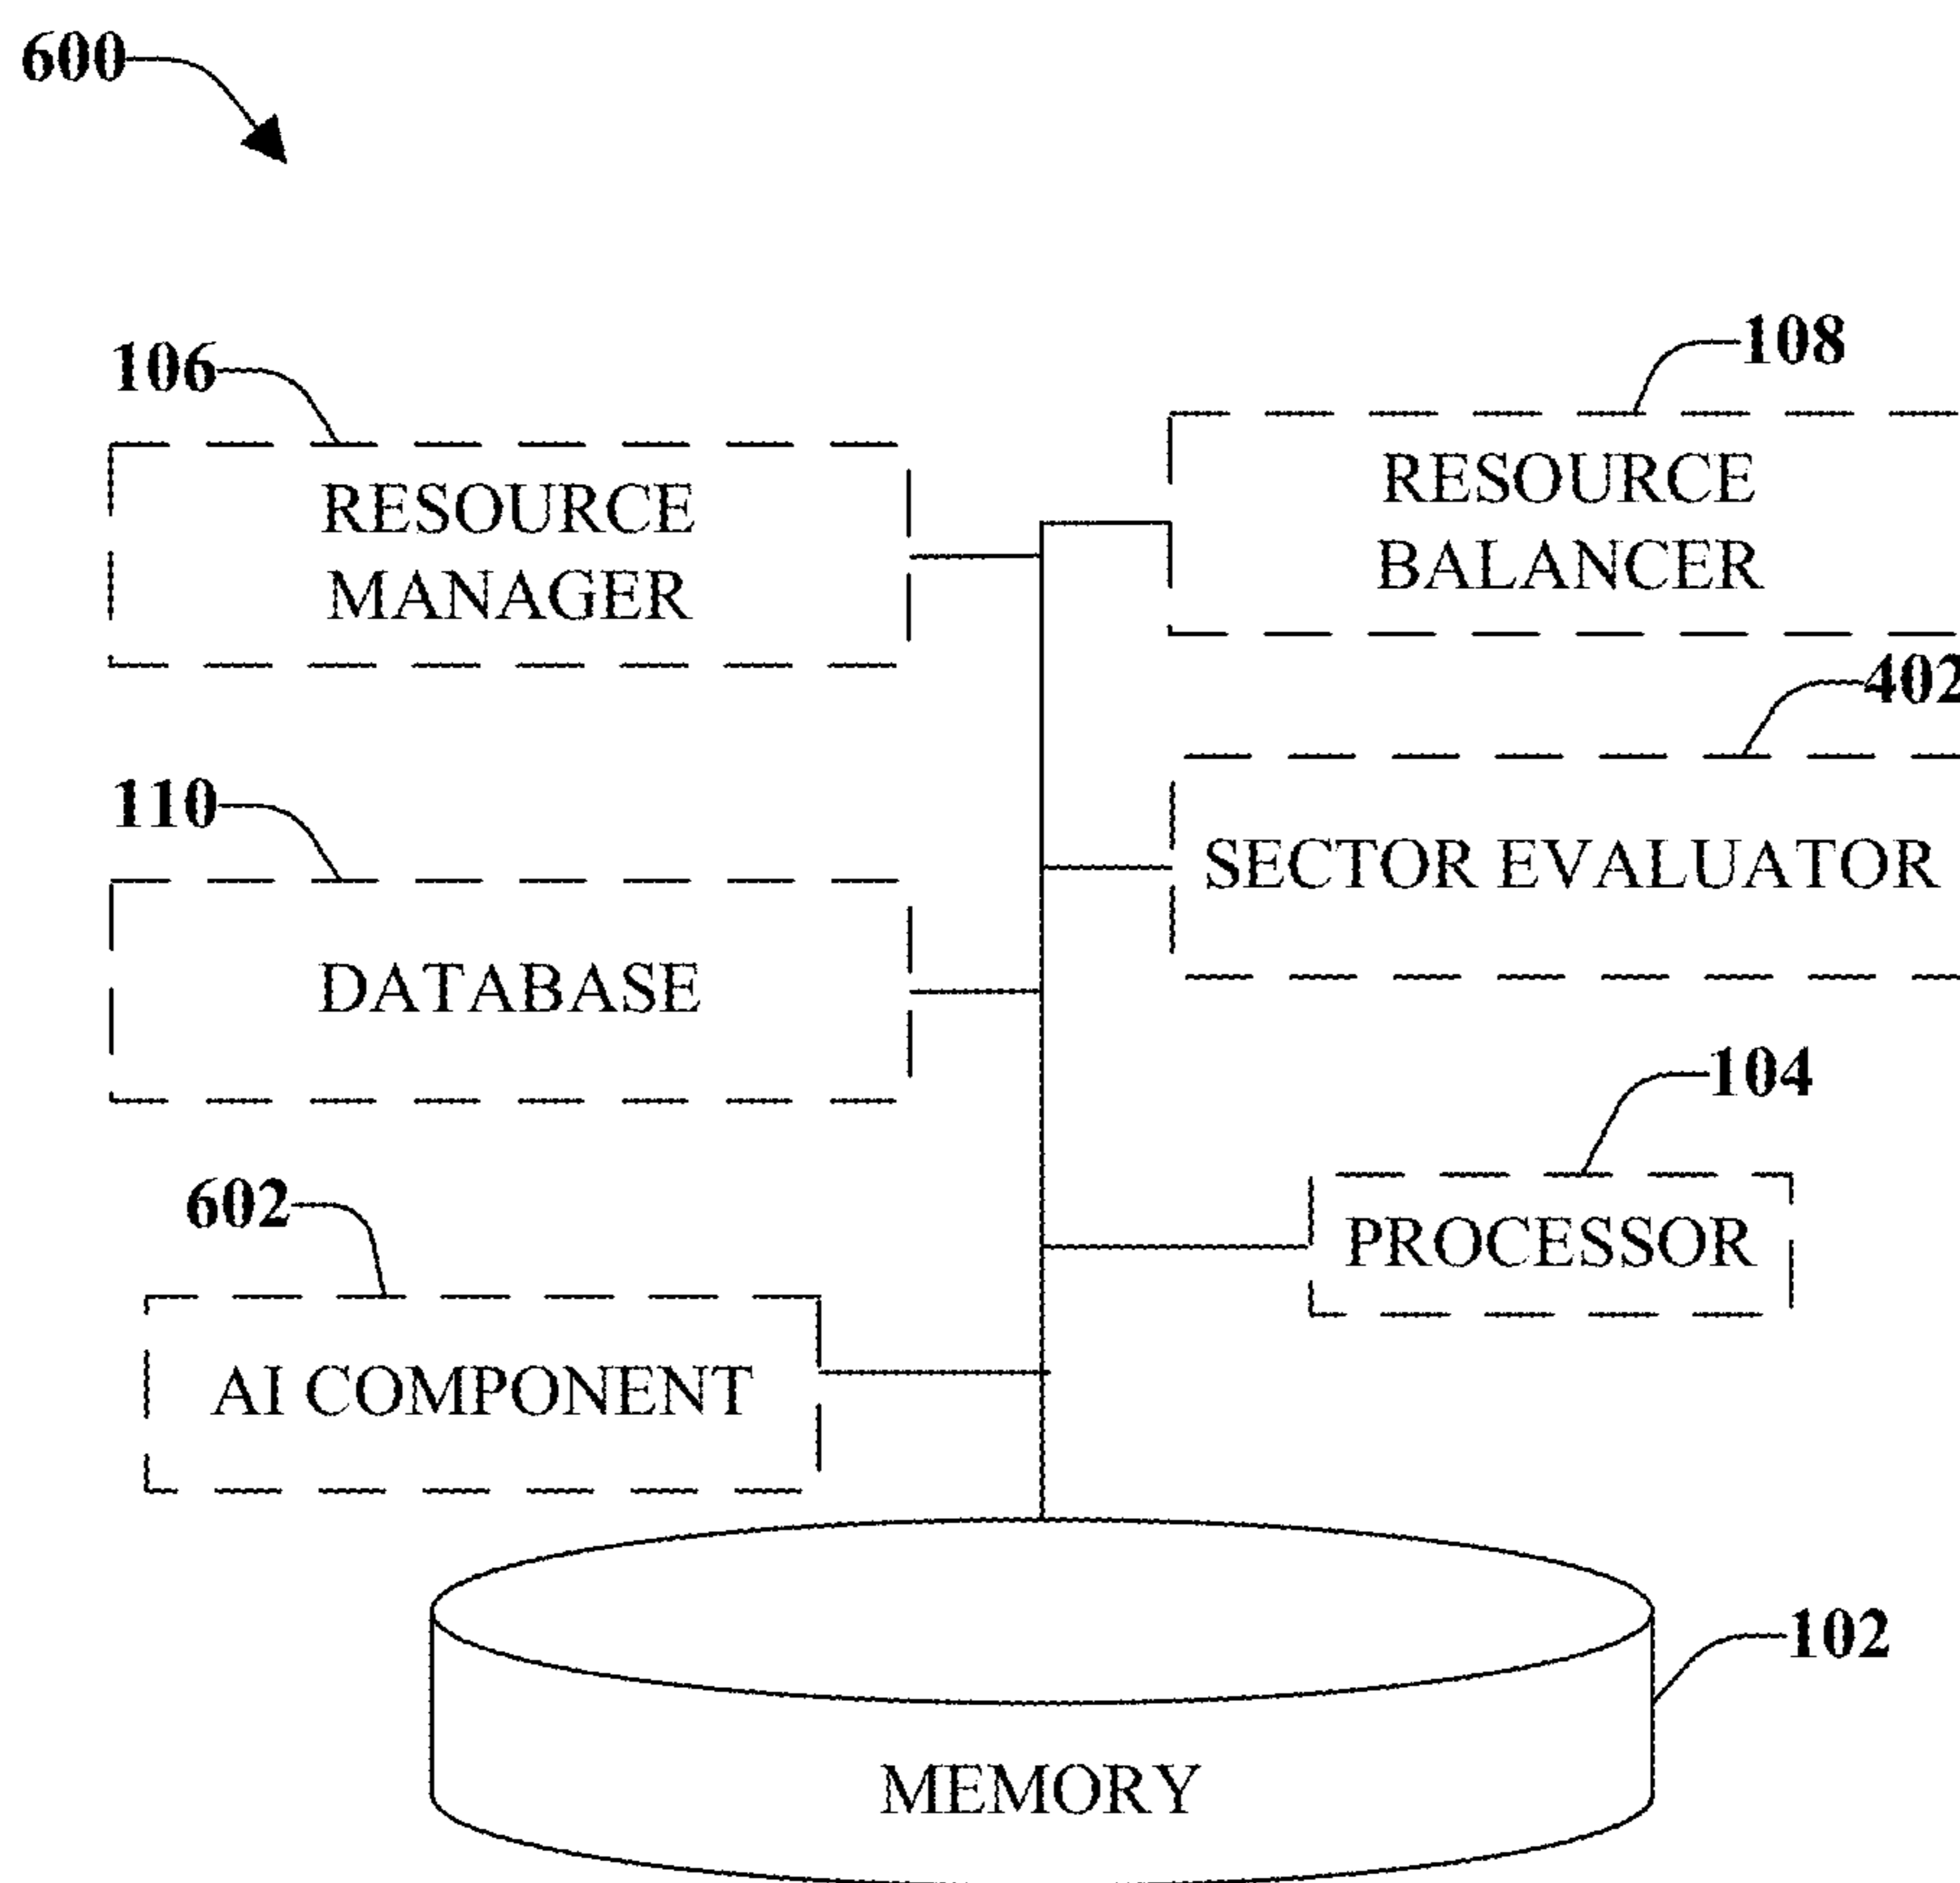 600
106
108
RESOURCE
MANAGER
RESOURCE
BALANCER
402
110
SECTOR EVALUATOR
DATABASE
104
602
PROCESSOR
AI COMPONENT
102
MEMORY